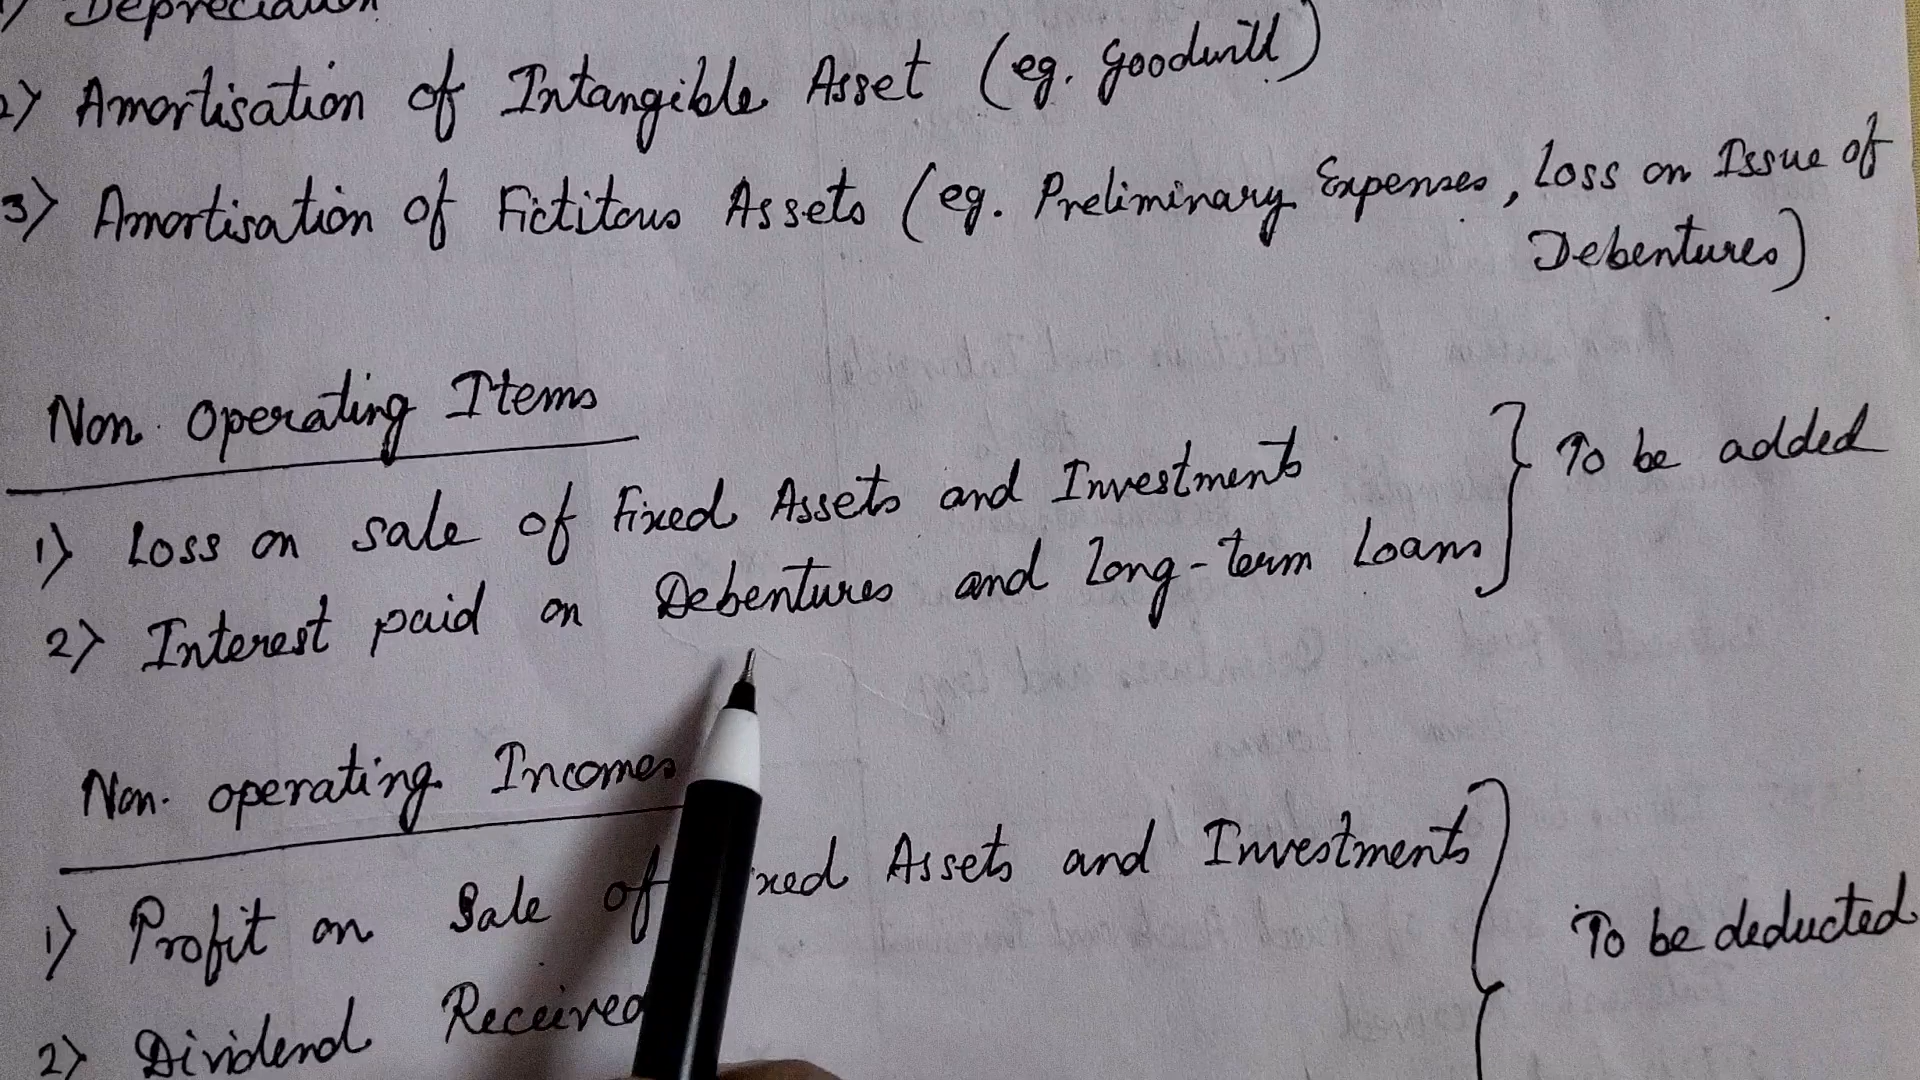 1) Depreciation
2) Amortisation of Intangible Asset (eg. Goodwill)
3) Amortisation of Fictitous Assets (eg. Preliminary Expenses, Loss on Issue of
Debentures)
Non Operating Items
1) Loss on sale of Fixed Assets and Investments
2) Interest paid on Debentures and Long-term Loans
To be added
Non. operating Incomes
1) Profit on Sale of xed Assets and Investments
2) Dividend Received
To be deducted